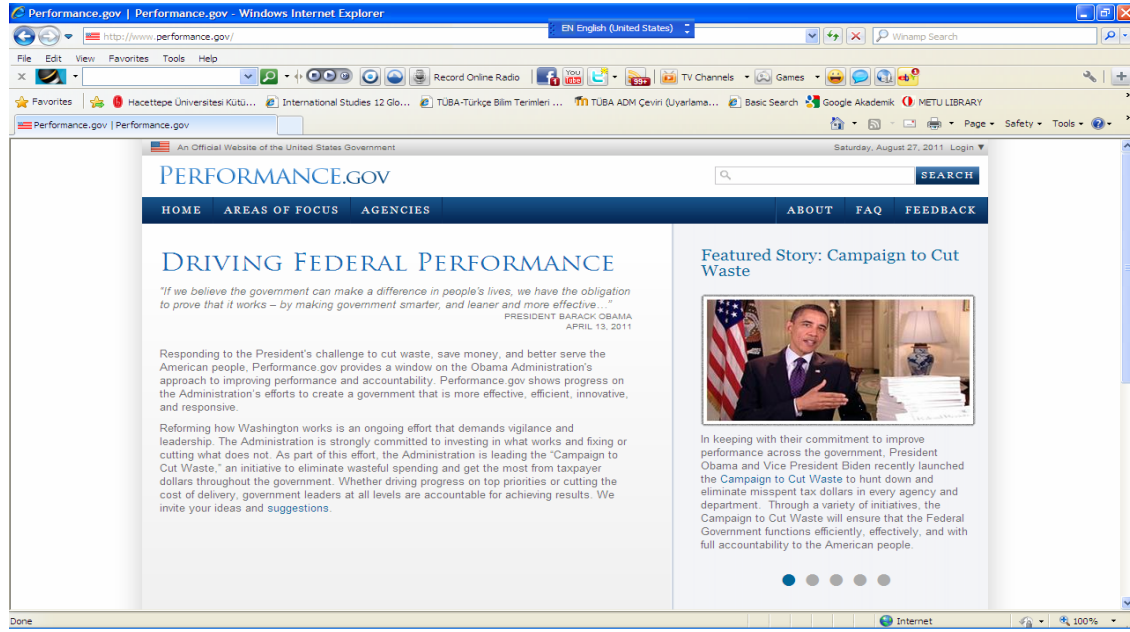 Performance.gov | Performance.gov - Windows Internet Explorer
EN English (United States)
http://www.performance.gov/
Winamp Search
File Edit View Favorites Tools Help
Record Online Radio
99+
TV Channels
Games
Favorites
Hacettepe Üniversitesi Kütü...
International Studies 12 Glo...
TÜBA-Türkçe Bilim Terimleri ...
TÜBA ADM Çeviri (Uyarlama...
Basic Search
Google Akademik
METU LIBRARY
Performance.gov | Performance.gov
Page Safety Tools
An Official Website of the United States Government
Saturday, August 27, 2011 Login ▼
PERFORMANCE.GOV
SEARCH
HOME AREAS OF FOCUS AGENCIES
ABOUT FAQ FEEDBACK
DRIVING FEDERAL PERFORMANCE
"If we believe the government can make a difference in people's lives, we have the obligation
to prove that it works – by making government smarter, and leaner and more effective..."
PRESIDENT BARACK OBAMA
APRIL 13, 2011
Responding to the President's challenge to cut waste, save money, and better serve the
American people, Performance.gov provides a window on the Obama Administration's
approach to improving performance and accountability. Performance.gov shows progress on
the Administration's efforts to create a government that is more effective, efficient, innovative,
and responsive.
Reforming how Washington works is an ongoing effort that demands vigilance and
leadership. The Administration is strongly committed to investing in what works and fixing or
cutting what does not. As part of this effort, the Administration is leading the "Campaign to
Cut Waste," an initiative to eliminate wasteful spending and get the most from taxpayer
dollars throughout the government. Whether driving progress on top priorities or cutting the
cost of delivery, government leaders at all levels are accountable for achieving results. We
invite your ideas and suggestions.
Featured Story: Campaign to Cut
Waste
In keeping with their commitment to improve
performance across the government, President
Obama and Vice President Biden recently launched
the Campaign to Cut Waste to hunt down and
eliminate misspent tax dollars in every agency and
department. Through a variety of initiatives, the
Campaign to Cut Waste will ensure that the Federal
Government functions efficiently, effectively, and with
full accountability to the American people.
Done
Internet
100%